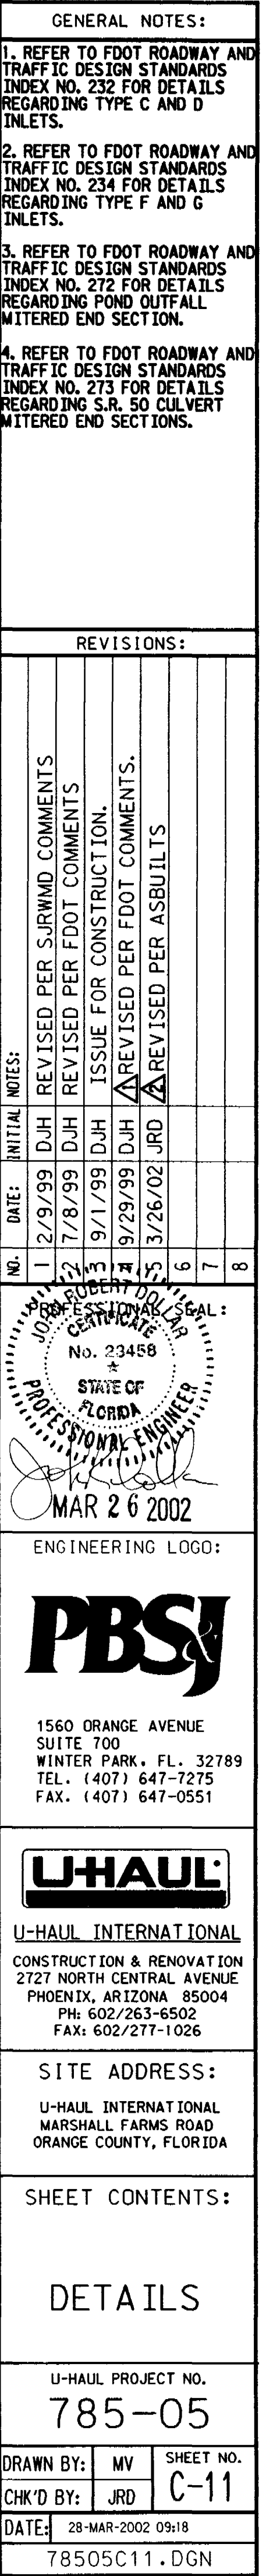 GENERAL NOTES:
1. REFER TO FDOT ROADWAY AND
TRAFFIC DESIGN STANDARDS
INDEX NO. 232 FOR DETAILS
REGARDING TYPE C AND D
INLETS.
2. REFER TO FDOT ROADWAY AND
TRAFFIC DESIGN STANDARDS
INDEX NO. 234 FOR DETAILS
REGARDING TYPE F AND G
INLETS.
3. REFER TO FDOT ROADWAY AND
TRAFFIC DESIGN STANDARDS
INDEX NO. 272 FOR DETAILS
REGARDING POND OUTFALL
MITERED END SECTION.
4. REFER TO FDOT ROADWAY AND
TRAFFIC DESIGN STANDARDS
INDEX NO. 273 FOR DETAILS
REGARDING S.R. 50 CULVERT
MITERED END SECTIONS.
REVISIONS:
NO. DATE: INITIAL NOTES:
1 2/9/99 DJH REVISED PER SJRWMD COMMENTS
2 7/8/99 DJH REVISED PER FDOT COMMENTS
3 9/1/99 DJH ISSUE FOR CONSTRUCTION.
4 9/29/99 DJH 1 REVISED PER FDOT COMMENTS.
5 3/26/02 JRD 2 REVISED PER ASBUILTS
6
7
8
PROFESSIONAL SEAL:
JOHN ROBERT DOLLAR
CERTIFICATE
No. 23458
STATE OF
FLORIDA
PROFESSIONAL ENGINEER
MAR 26 2002
ENGINEERING LOGO:
PBS&J
1560 ORANGE AVENUE
SUITE 700
WINTER PARK. FL. 32789
TEL. (407) 647-7275
FAX. (407) 647-0551
U-HAUL
U-HAUL INTERNATIONAL
CONSTRUCTION & RENOVATION
2727 NORTH CENTRAL AVENUE
PHOENIX, ARIZONA 85004
PH: 602/263-6502
FAX: 602/277-1026
SITE ADDRESS:
U-HAUL INTERNATIONAL
MARSHALL FARMS ROAD
ORANGE COUNTY, FLORIDA
SHEET CONTENTS:
DETAILS
U-HAUL PROJECT NO.
785-05
DRAWN BY: MV
CHK'D BY: JRD
SHEET NO.
C-11
DATE: 28-MAR-2002 09:18
78505C11.DGN